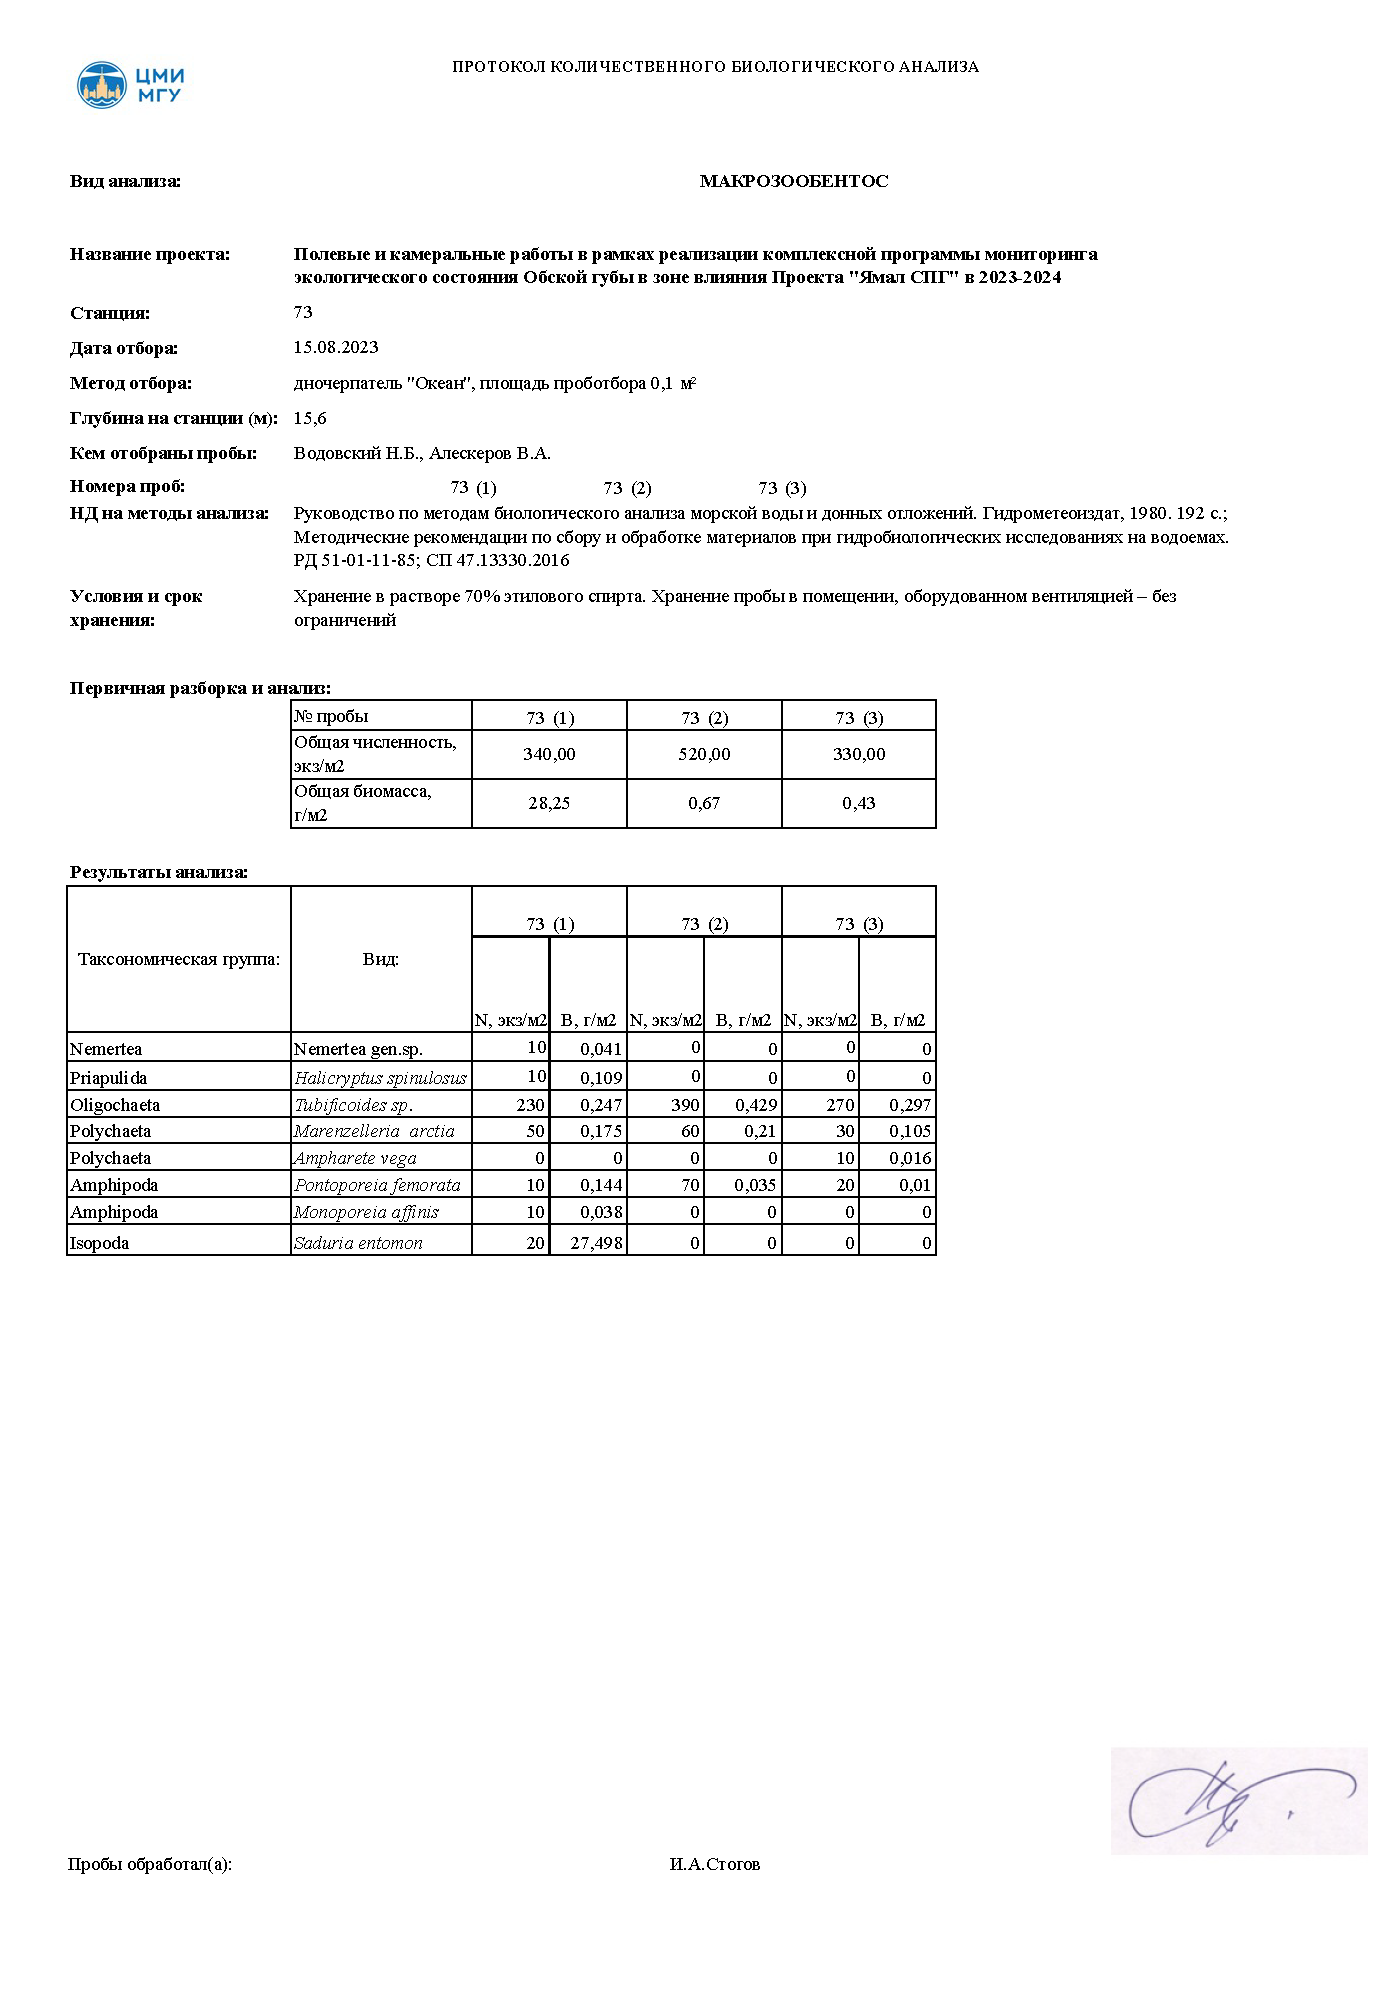 ЦМИ
МГУ
ПРОТОКОЛ КОЛИЧЕСТВЕННОГО БИОЛОГИЧЕСКОГО АНАЛИЗА
Вид анализа: МАКРОЗООБЕНТОС
Название проекта: Полевые и камеральные работы в рамках реализации комплексной программы мониторинга
экологического состояния Обской губы в зоне влияния Проекта "Ямал СПГ" в 2023-2024
Станция: 73
Дата отбора: 15.08.2023
Метод отбора: дночерпатель "Океан", площадь проботбора 0,1 м²
Глубина на станции (м): 15,6
Кем отобраны пробы: Водовский Н.Б., Алескеров В.А.
Номера проб: 73 (1) 73 (2) 73 (3)
НД на методы анализа: Руководство по методам биологического анализа морской воды и донных отложений. Гидрометеоиздат, 1980. 192 с.;
Методические рекомендации по сбору и обработке материалов при гидробиологических исследованиях на водоемах.
РД 51-01-11-85; СП 47.13330.2016
Условия и срок Хранение в растворе 70% этилового спирта. Хранение пробы в помещении, оборудованном вентиляцией – без
хранения: ограничений
Первичная разборка и анализ:
№ пробы 73 (1) 73 (2) 73 (3)
Общая численность,
экз/м2 340,00 520,00 330,00
Общая биомасса,
г/м2 28,25 0,67 0,43
Результаты анализа:
Таксономическая группа: Вид: 73 (1) 73 (2) 73 (3)
N, экз/м2 B, г/м2 N, экз/м2 B, г/м2 N, экз/м2 B, г/м2
Nemertea Nemertea gen.sp. 10 0,041 0 0 0 0
Priapulida Halicryptus spinulosus 10 0,109 0 0 0 0
Oligochaeta Tubificoides sp. 230 0,247 390 0,429 270 0,297
Polychaeta Marenzelleria arctia 50 0,175 60 0,21 30 0,105
Polychaeta Ampharete vega 0 0 0 0 10 0,016
Amphipoda Pontoporeia femorata 10 0,144 70 0,035 20 0,01
Amphipoda Monoporeia affinis 10 0,038 0 0 0 0
Isopoda Saduria entomon 20 27,498 0 0 0 0
Пробы обработал(а): И.А.Стогов